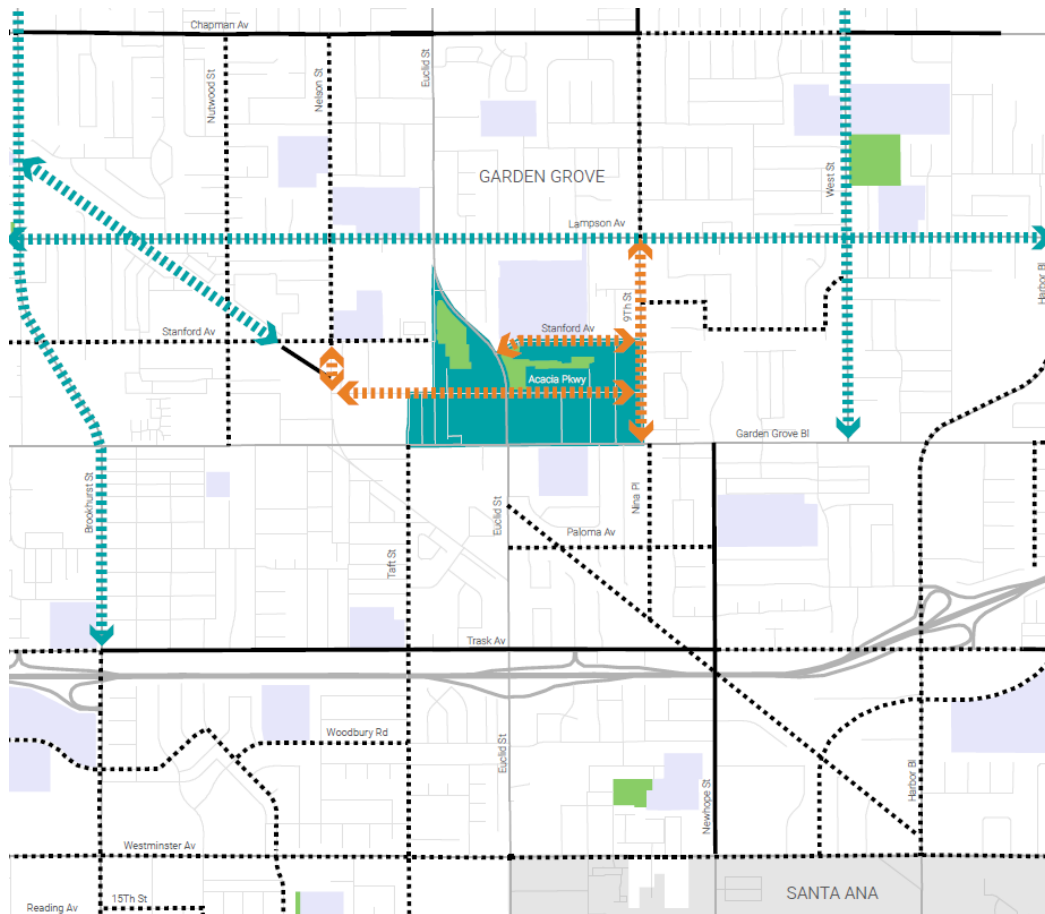 Chapman Av
Nutwood St
Nelson St
Euclid St
GARDEN GROVE
West St
Lampson Av
Harbor Bl
9Th St
Stanford Av
Stanford Av
Acacia Pkwy
Garden Grove Bl
Brookhurst St
Euclid St
Nina Pl
Paloma Av
Taft St
Trask Av
Woodbury Rd
Euclid St
Newhope St
Harbor Bl
Westminster Av
15Th St
Reading Av
SANTA ANA